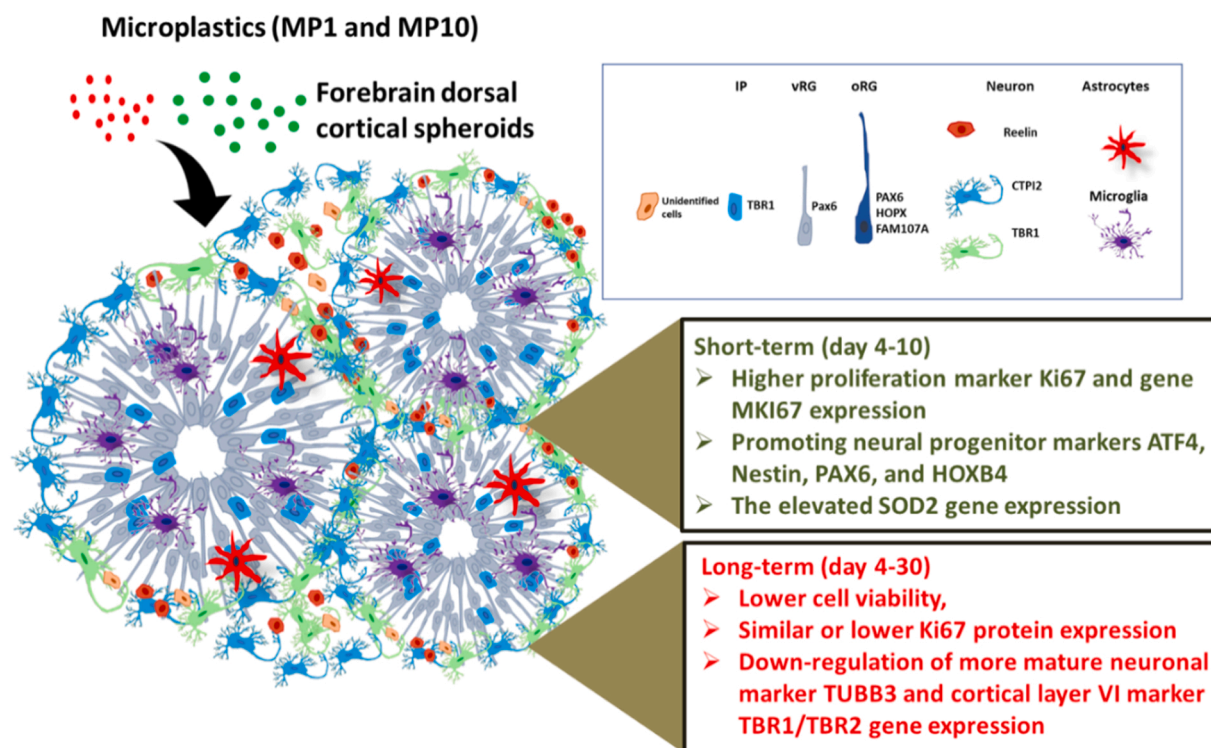 Microplastics (MP1 and MP10)
Forebrain dorsal
cortical spheroids
IP vRG oRG Neuron Astrocytes
Reelin
Unidentified
cells
TBR1
Pax6
PAX6
HOPX
FAM107A
CTPI2
TBR1
Microglia
Short-term (day 4-10)
➤ Higher proliferation marker Ki67 and gene
MKI67 expression
➤ Promoting neural progenitor markers ATF4,
Nestin, PAX6, and HOXB4
➤ The elevated SOD2 gene expression
Long-term (day 4-30)
➤ Lower cell viability,
➤ Similar or lower Ki67 protein expression
➤ Down-regulation of more mature neuronal
marker TUBB3 and cortical layer VI marker
TBR1/TBR2 gene expression